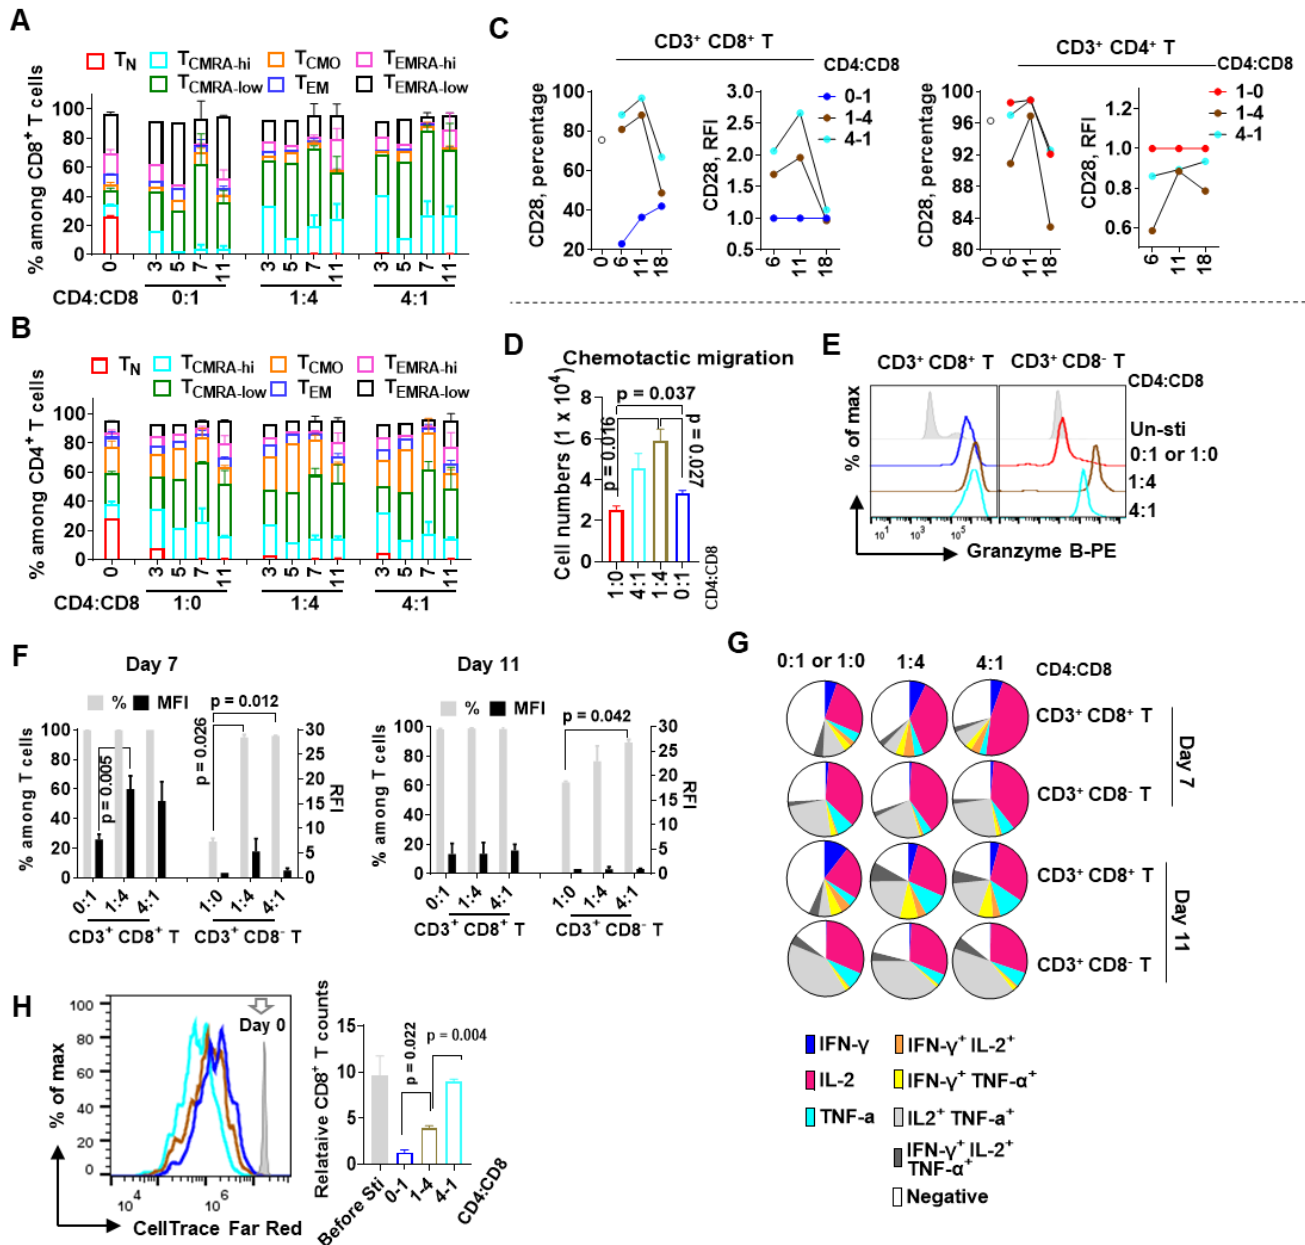 A
T_N T_CMRA-hi T_CMO T_EMRA-hi
T_CMRA-low T_EM T_EMRA-low
% among CD8⁺ T cells
100
80
60
40
20
0
0 3 5 7 11 3 5 7 11 3 5 7 11
CD4:CD8 0:1 1:4 4:1
B
T_N T_CMRA-hi T_CMO T_EMRA-hi
T_CMRA-low T_EM T_EMRA-low
% among CD4⁺ T cells
100
80
60
40
20
0
0 3 5 7 11 3 5 7 11 3 5 7 11
CD4:CD8 1:0 1:4 4:1
C
CD3⁺ CD8⁺ T
CD4:CD8
0-1
1-4
4-1
CD28, percentage
100
80
60
40
20
0 6 11 18
CD28, RFI
3.0
2.5
2.0
1.5
1.0
0.5
6 11 18
CD3⁺ CD4⁺ T
CD4:CD8
1-0
1-4
4-1
CD28, percentage
100
96
92
88
84
80
0 6 11 18
CD28, RFI
1.2
1.0
0.8
0.6
6 11 18
D
Chemotactic migration
Cell numbers (1 x 10⁴)
8
6
4
2
0
p = 0.016
p = 0.037
p = 0.027
1:0 4:1 1:4 0:1
CD4:CD8
E
CD3⁺ CD8⁺ T CD3⁺ CD8⁻ T
CD4:CD8
Un-sti
0:1 or 1:0
1:4
4:1
% of max
10¹ 10³ 10⁵
Granzyme B-PE
F
Day 7
% MFI
p = 0.026
p = 0.012
p = 0.005
% among T cells
100
80
60
40
20
0
30
25
20
15
10
5
0
RFI
0:1 1:4 4:1 1:0 1:4 4:1
CD3⁺ CD8⁺ T CD3⁺ CD8⁻ T
Day 11
% MFI
p = 0.042
% among T cells
100
80
60
40
20
0
30
25
20
15
10
5
0
RFI
0:1 1:4 4:1 1:0 1:4 4:1
CD3⁺ CD8⁺ T CD3⁺ CD8⁻ T
G
0:1 or 1:0 1:4 4:1 CD4:CD8
CD3⁺ CD8⁺ T
CD3⁺ CD8⁻ T
Day 7
CD3⁺ CD8⁺ T
CD3⁺ CD8⁻ T
Day 11
IFN-γ IFN-γ⁺ IL-2⁺
IL-2 IFN-γ⁺ TNF-α⁺
TNF-a IL2⁺ TNF-a⁺
IFN-γ⁺ IL-2⁺
TNF-α⁺
Negative
H
% of max
100
80
60
40
20
0
Day 0
10⁴ 10⁶
CellTrace Far Red
Relataive CD8⁺ T counts
15
10
5
0
p = 0.022
p = 0.004
Before Sti 0-1 1-4 4-1
CD4:CD8